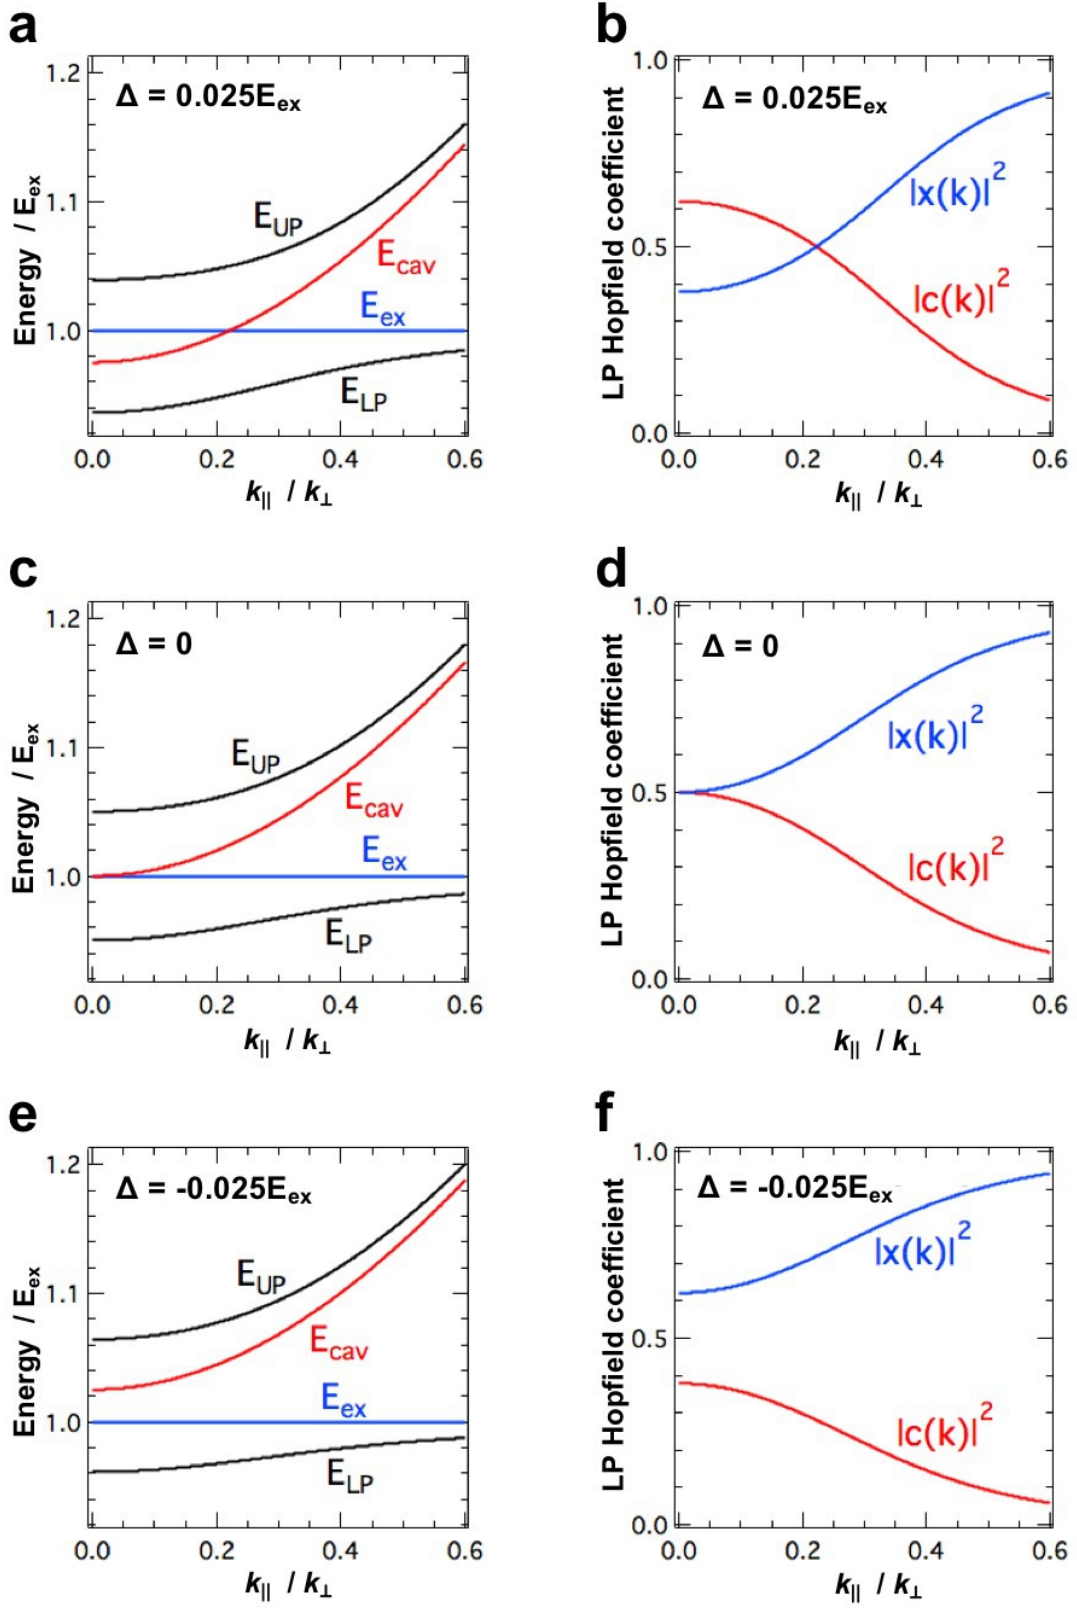 a
Δ = 0.025Eex
Energy / Eex
1.2
1.1
1.0
EUP
Ecav
Eex
ELP
0.0 0.2 0.4 0.6
k|| / k⊥
b
Δ = 0.025Eex
LP Hopfield coefficient
1.0
0.5
0.0
|x(k)|2
|c(k)|2
0.0 0.2 0.4 0.6
k|| / k⊥
c
Δ = 0
Energy / Eex
1.2
1.1
1.0
EUP
Ecav
Eex
ELP
0.0 0.2 0.4 0.6
k|| / k⊥
d
Δ = 0
LP Hopfield coefficient
1.0
0.5
0.0
|x(k)|2
|c(k)|2
0.0 0.2 0.4 0.6
k|| / k⊥
e
Δ = -0.025Eex
Energy / Eex
1.2
1.1
1.0
EUP
Ecav
Eex
ELP
0.0 0.2 0.4 0.6
k|| / k⊥
f
Δ = -0.025Eex
LP Hopfield coefficient
1.0
0.5
0.0
|x(k)|2
|c(k)|2
0.0 0.2 0.4 0.6
k|| / k⊥